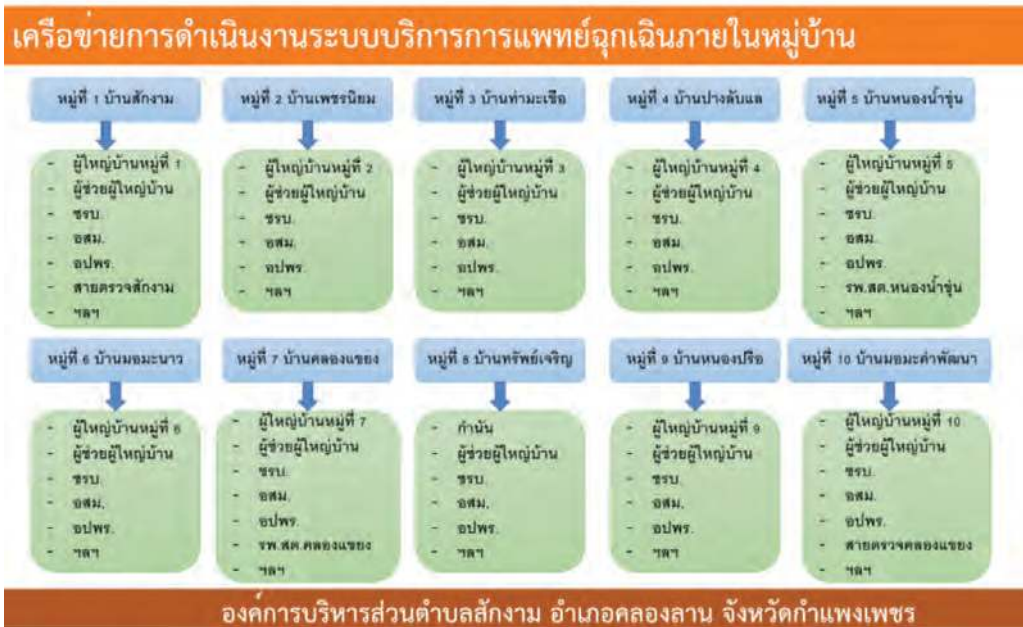 เครือข่ายการดำเนินงานระบบบริการการแพทย์ฉุกเฉินภายในหมู่บ้าน
หมู่ที่ 1 บ้านสักงาม
- ผู้ใหญ่บ้านหมู่ที่ 1
- ผู้ช่วยผู้ใหญ่บ้าน
- ชรบ.
- อสม.
- อปพร.
- สายตรวจสักงาม
- ฯลฯ
หมู่ที่ 2 บ้านเพชรนิยม
- ผู้ใหญ่บ้านหมู่ที่ 2
- ผู้ช่วยผู้ใหญ่บ้าน
- ชรบ.
- อสม.
- อปพร.
- ฯลฯ
หมู่ที่ 3 บ้านท่ามะเขือ
- ผู้ใหญ่บ้านหมู่ที่ 3
- ผู้ช่วยผู้ใหญ่บ้าน
- ชรบ.
- อสม.
- อปพร.
- ฯลฯ
หมู่ที่ 4 บ้านปางลับแล
- ผู้ใหญ่บ้านหมู่ที่ 4
- ผู้ช่วยผู้ใหญ่บ้าน
- ชรบ.
- อสม.
- อปพร.
- ฯลฯ
หมู่ที่ 5 บ้านหนองน้ำขุ่น
- ผู้ใหญ่บ้านหมู่ที่ 5
- ผู้ช่วยผู้ใหญ่บ้าน
- ชรบ.
- อสม.
- อปพร.
- รพ.สต.หนองน้ำขุ่น
- ฯลฯ
หมู่ที่ 6 บ้านมอมะนาว
- ผู้ใหญ่บ้านหมู่ที่ 6
- ผู้ช่วยผู้ใหญ่บ้าน
- ชรบ.
- อสม.
- อปพร.
- ฯลฯ
หมู่ที่ 7 บ้านคลองแขยง
- ผู้ใหญ่บ้านหมู่ที่ 7
- ผู้ช่วยผู้ใหญ่บ้าน
- ชรบ.
- อสม.
- อปพร.
- รพ.สต.คลองแขยง
- ฯลฯ
หมู่ที่ 8 บ้านทรัพย์เจริญ
- กำนัน
- ผู้ช่วยผู้ใหญ่บ้าน
- ชรบ.
- อสม.
- อปพร.
- ฯลฯ
หมู่ที่ 9 บ้านหนองปรือ
- ผู้ใหญ่บ้านหมู่ที่ 9
- ผู้ช่วยผู้ใหญ่บ้าน
- ชรบ.
- อสม.
- อปพร.
- ฯลฯ
หมู่ที่ 10 บ้านมอมะค่าพัฒนา
- ผู้ใหญ่บ้านหมู่ที่ 10
- ผู้ช่วยผู้ใหญ่บ้าน
- ชรบ.
- อสม.
- อปพร.
- สายตรวจคลองแขยง
- ฯลฯ
องค์การบริหารส่วนตำบลสักงาม อำเภอคลองลาน จังหวัดกำแพงเพชร